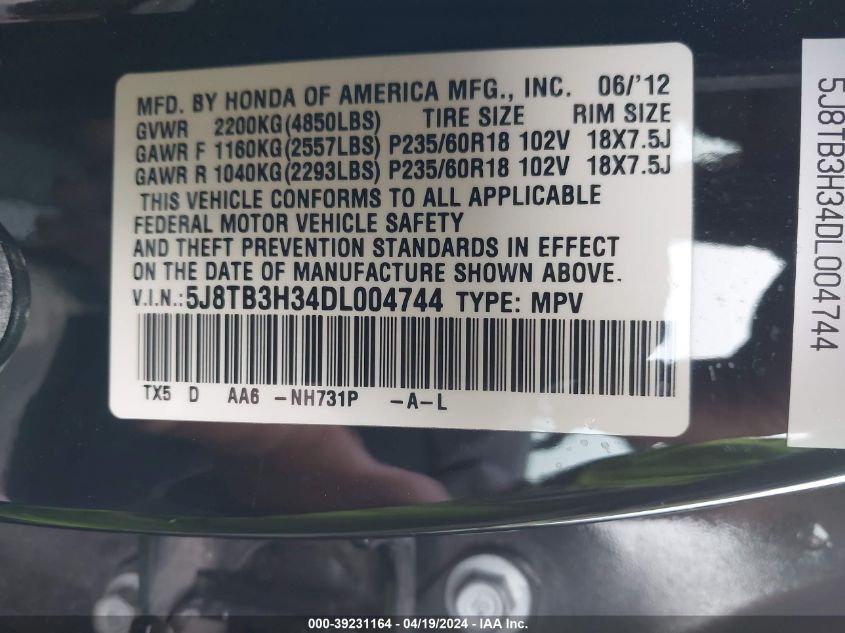 MFD. BY HONDA OF AMERICA MFG., INC. 06/'12
GVWR 2200KG(4850LBS) TIRE SIZE RIM SIZE
GAWR F 1160KG(2557LBS) P235/60R18 102V 18X7.5J
GAWR R 1040KG(2293LBS) P235/60R18 102V 18X7.5J
THIS VEHICLE CONFORMS TO ALL APPLICABLE
FEDERAL MOTOR VEHICLE SAFETY
AND THEFT PREVENTION STANDARDS IN EFFECT
ON THE DATE OF MANUFACTURE SHOWN ABOVE.
V.I.N.:5J8TB3H34DL004744 TYPE: MPV
TX5 D AA6 -NH731P -A-L
5J8TB3H34DL004744
000-39231164 - 04/19/2024 - IAA Inc.